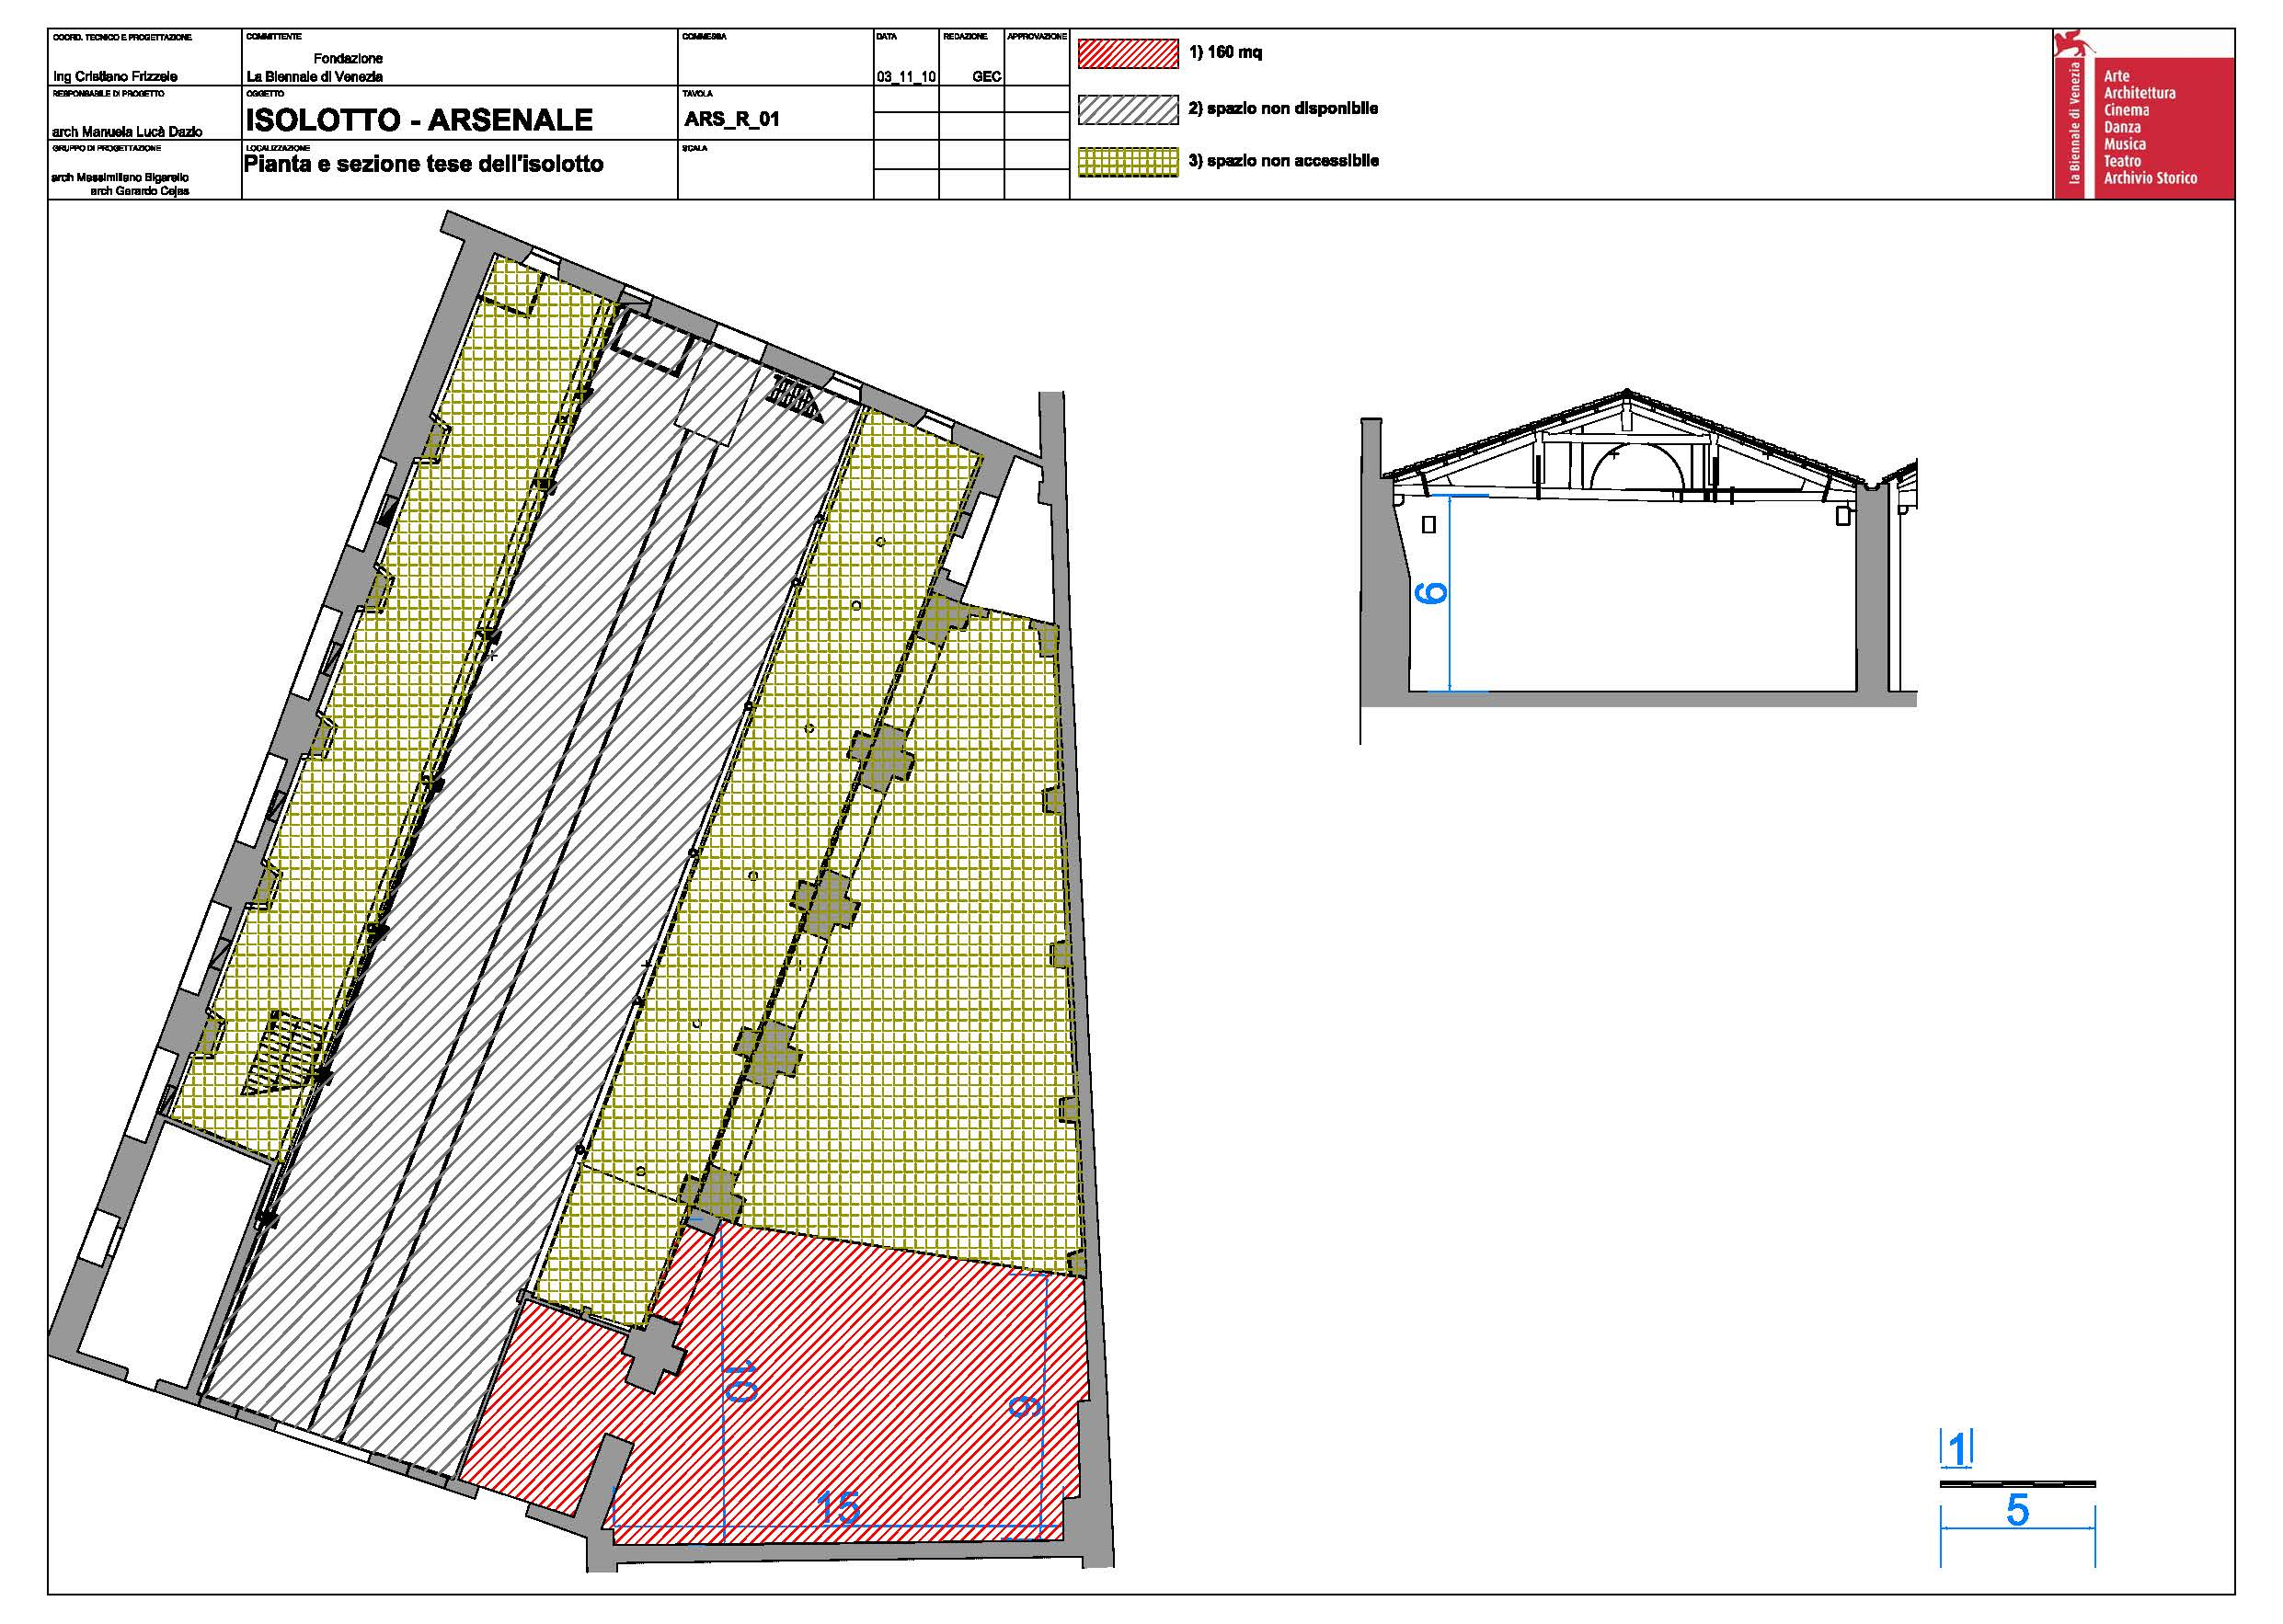 COORD. TECNICO E PROGETTAZIONE
Ing Cristiano Frizzele
RESPONSABILE DI PROGETTO
arch Manuela Lucà Dazio
GRUPPO DI PROGETTAZIONE
arch Massimiliano Bigarello
arch Gerardo Cejas
COMMITTENTE
Fondazione
La Biennale di Venezia
OGGETTO
ISOLOTTO - ARSENALE
LOCALIZZAZIONE
Pianta e sezione tese dell'isolotto
COMMESSA
TAVOLA
ARS_R_01
SCALA
DATA
03_11_10
REDAZIONE
GEC
APPROVAZIONE
1) 160 mq
2) spazio non disponibile
3) spazio non accessibile
la Biennale di Venezia
Arte
Architettura
Cinema
Danza
Musica
Teatro
Archivio Storico
6
10
9
15
1
5